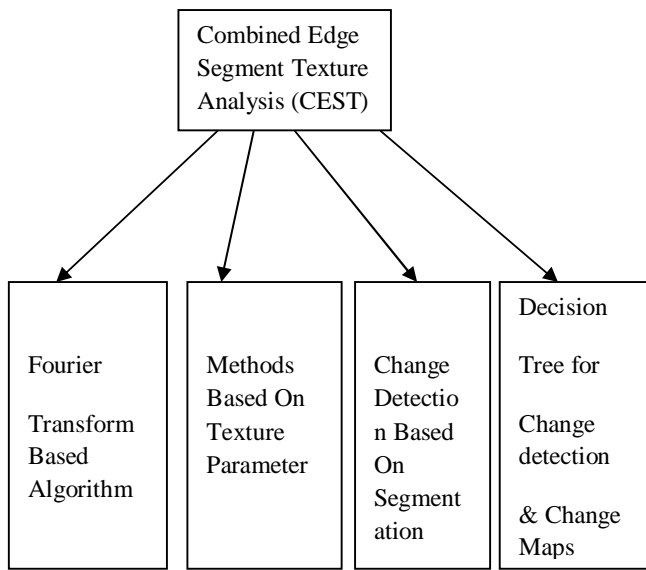 Combined Edge
Segment Texture
Analysis (CEST)
Fourier
Transform
Based
Algorithm
Methods
Based On
Texture
Parameter
Change
Detectio
n Based
On
Segment
ation
Decision
Tree for
Change
detection
& Change
Maps